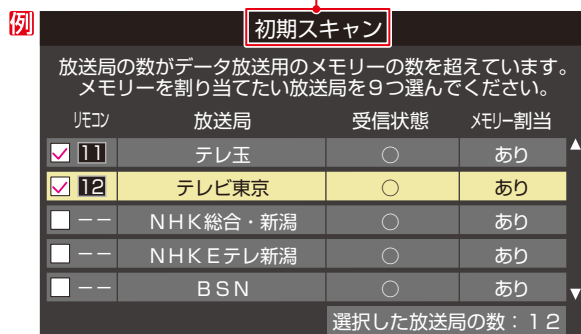 例
初期スキャン
放送局の数がデータ放送用のメモリーの数を超えています。
メモリーを割り当てたい放送局を９つ選んでください。
リモコン 放送局 受信状態 メモリー割当
11 テレ玉 ○ あり
12 テレビ東京 ○ あり
−− ＮＨＫ総合・新潟 ○ あり
−− ＮＨＫＥテレ新潟 ○ あり
−− ＢＳＮ ○ あり
選択した放送局の数：１２